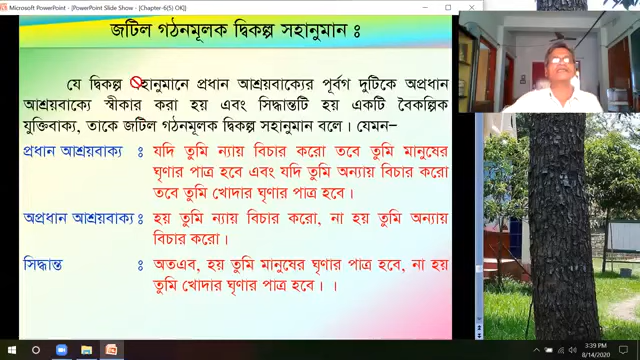 Microsoft PowerPoint
PowerPoint Slide Show - [Chapter-6(5) OK]
জটিল গঠনমূলক দ্বিকল্প সহানুমান ঃ
যে দ্বিকল্প সহানুমানে প্রধান আশ্রয়বাক্যের পূর্বগ দুটিকে অপ্রধান
আশ্রয়বাক্যে স্বীকার করা হয় এবং সিদ্ধান্তটি হয় একটি বৈকল্পিক
যুক্তিবাক্য, তাকে জটিল গঠনমূলক দ্বিকল্প সহানুমান বলে। যেমন-
প্রধান আশ্রয়বাক্য ঃ যদি তুমি ন্যায় বিচার করো তবে তুমি মানুষের
ঘৃণার পাত্র হবে এবং যদি তুমি অন্যায় বিচার করো
তবে তুমি খোদার ঘৃণার পাত্র হবে।
অপ্রধান আশ্রয়বাক্যঃ হয় তুমি ন্যায় বিচার করো, না হয় তুমি অন্যায়
বিচার করো।
সিদ্ধান্ত ঃ অতএব, হয় তুমি মানুষের ঘৃণার পাত্র হবে, না হয়
তুমি খোদার ঘৃণার পাত্র হবে। ।
3:39 PM
8/14/2020